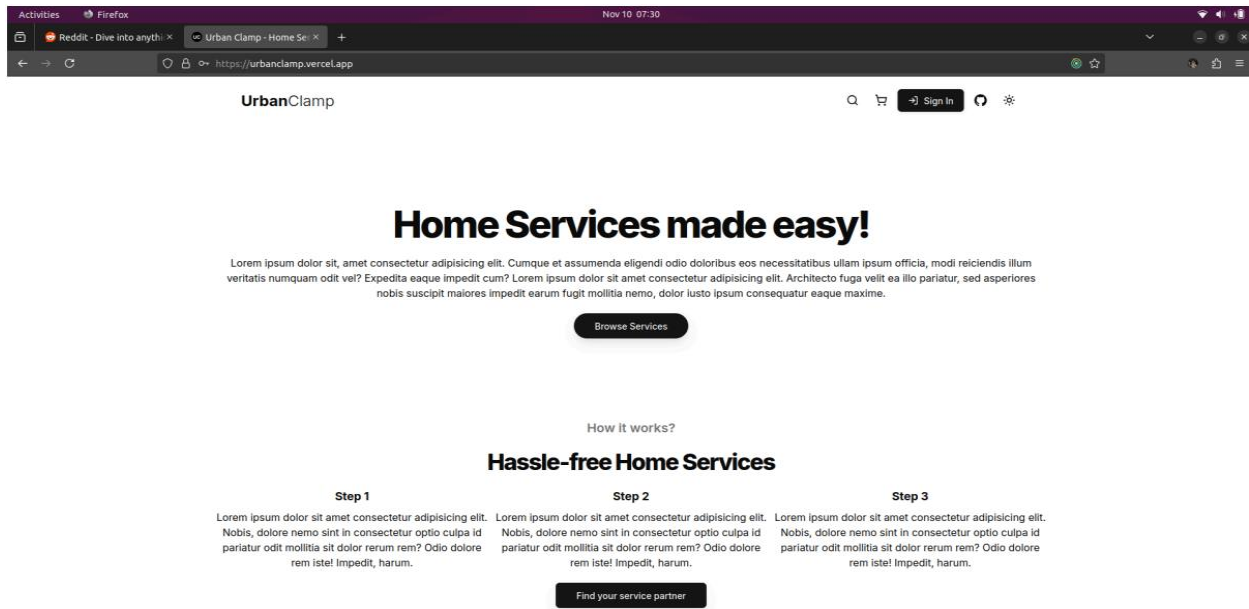 Activities Firefox Nov 10 07:30
Reddit - Dive into anythi Urban Clamp - Home Ser
https://urbanclamp.vercel.app
UrbanClamp Sign In
Home Services made easy!
Lorem ipsum dolor sit, amet consectetur adipisicing elit. Cumque et assumenda eligendi odio doloribus eos necessitatibus ullam ipsum officia, modi reiciendis illum
veritatis numquam odit vel? Expedita eaque impedit cum? Lorem ipsum dolor sit amet consectetur adipisicing elit. Architecto fuga velit ea illo pariatur, sed asperiores
nobis suscipit maiores impedit earum fugit mollitia nemo, dolor iusto ipsum consequatur eaque maxime.
Browse Services
How it works?
Hassle-free Home Services
Step 1
Lorem ipsum dolor sit amet consectetur adipisicing elit.
Nobis, dolore nemo sint in consectetur optio culpa id
pariatur odit mollitia sit dolor rerum rem? Odio dolore
rem iste! Impedit, harum.
Step 2
Lorem ipsum dolor sit amet consectetur adipisicing elit.
Nobis, dolore nemo sint in consectetur optio culpa id
pariatur odit mollitia sit dolor rerum rem? Odio dolore
rem iste! Impedit, harum.
Step 3
Lorem ipsum dolor sit amet consectetur adipisicing elit.
Nobis, dolore nemo sint in consectetur optio culpa id
pariatur odit mollitia sit dolor rerum rem? Odio dolore
rem iste! Impedit, harum.
Find your service partner